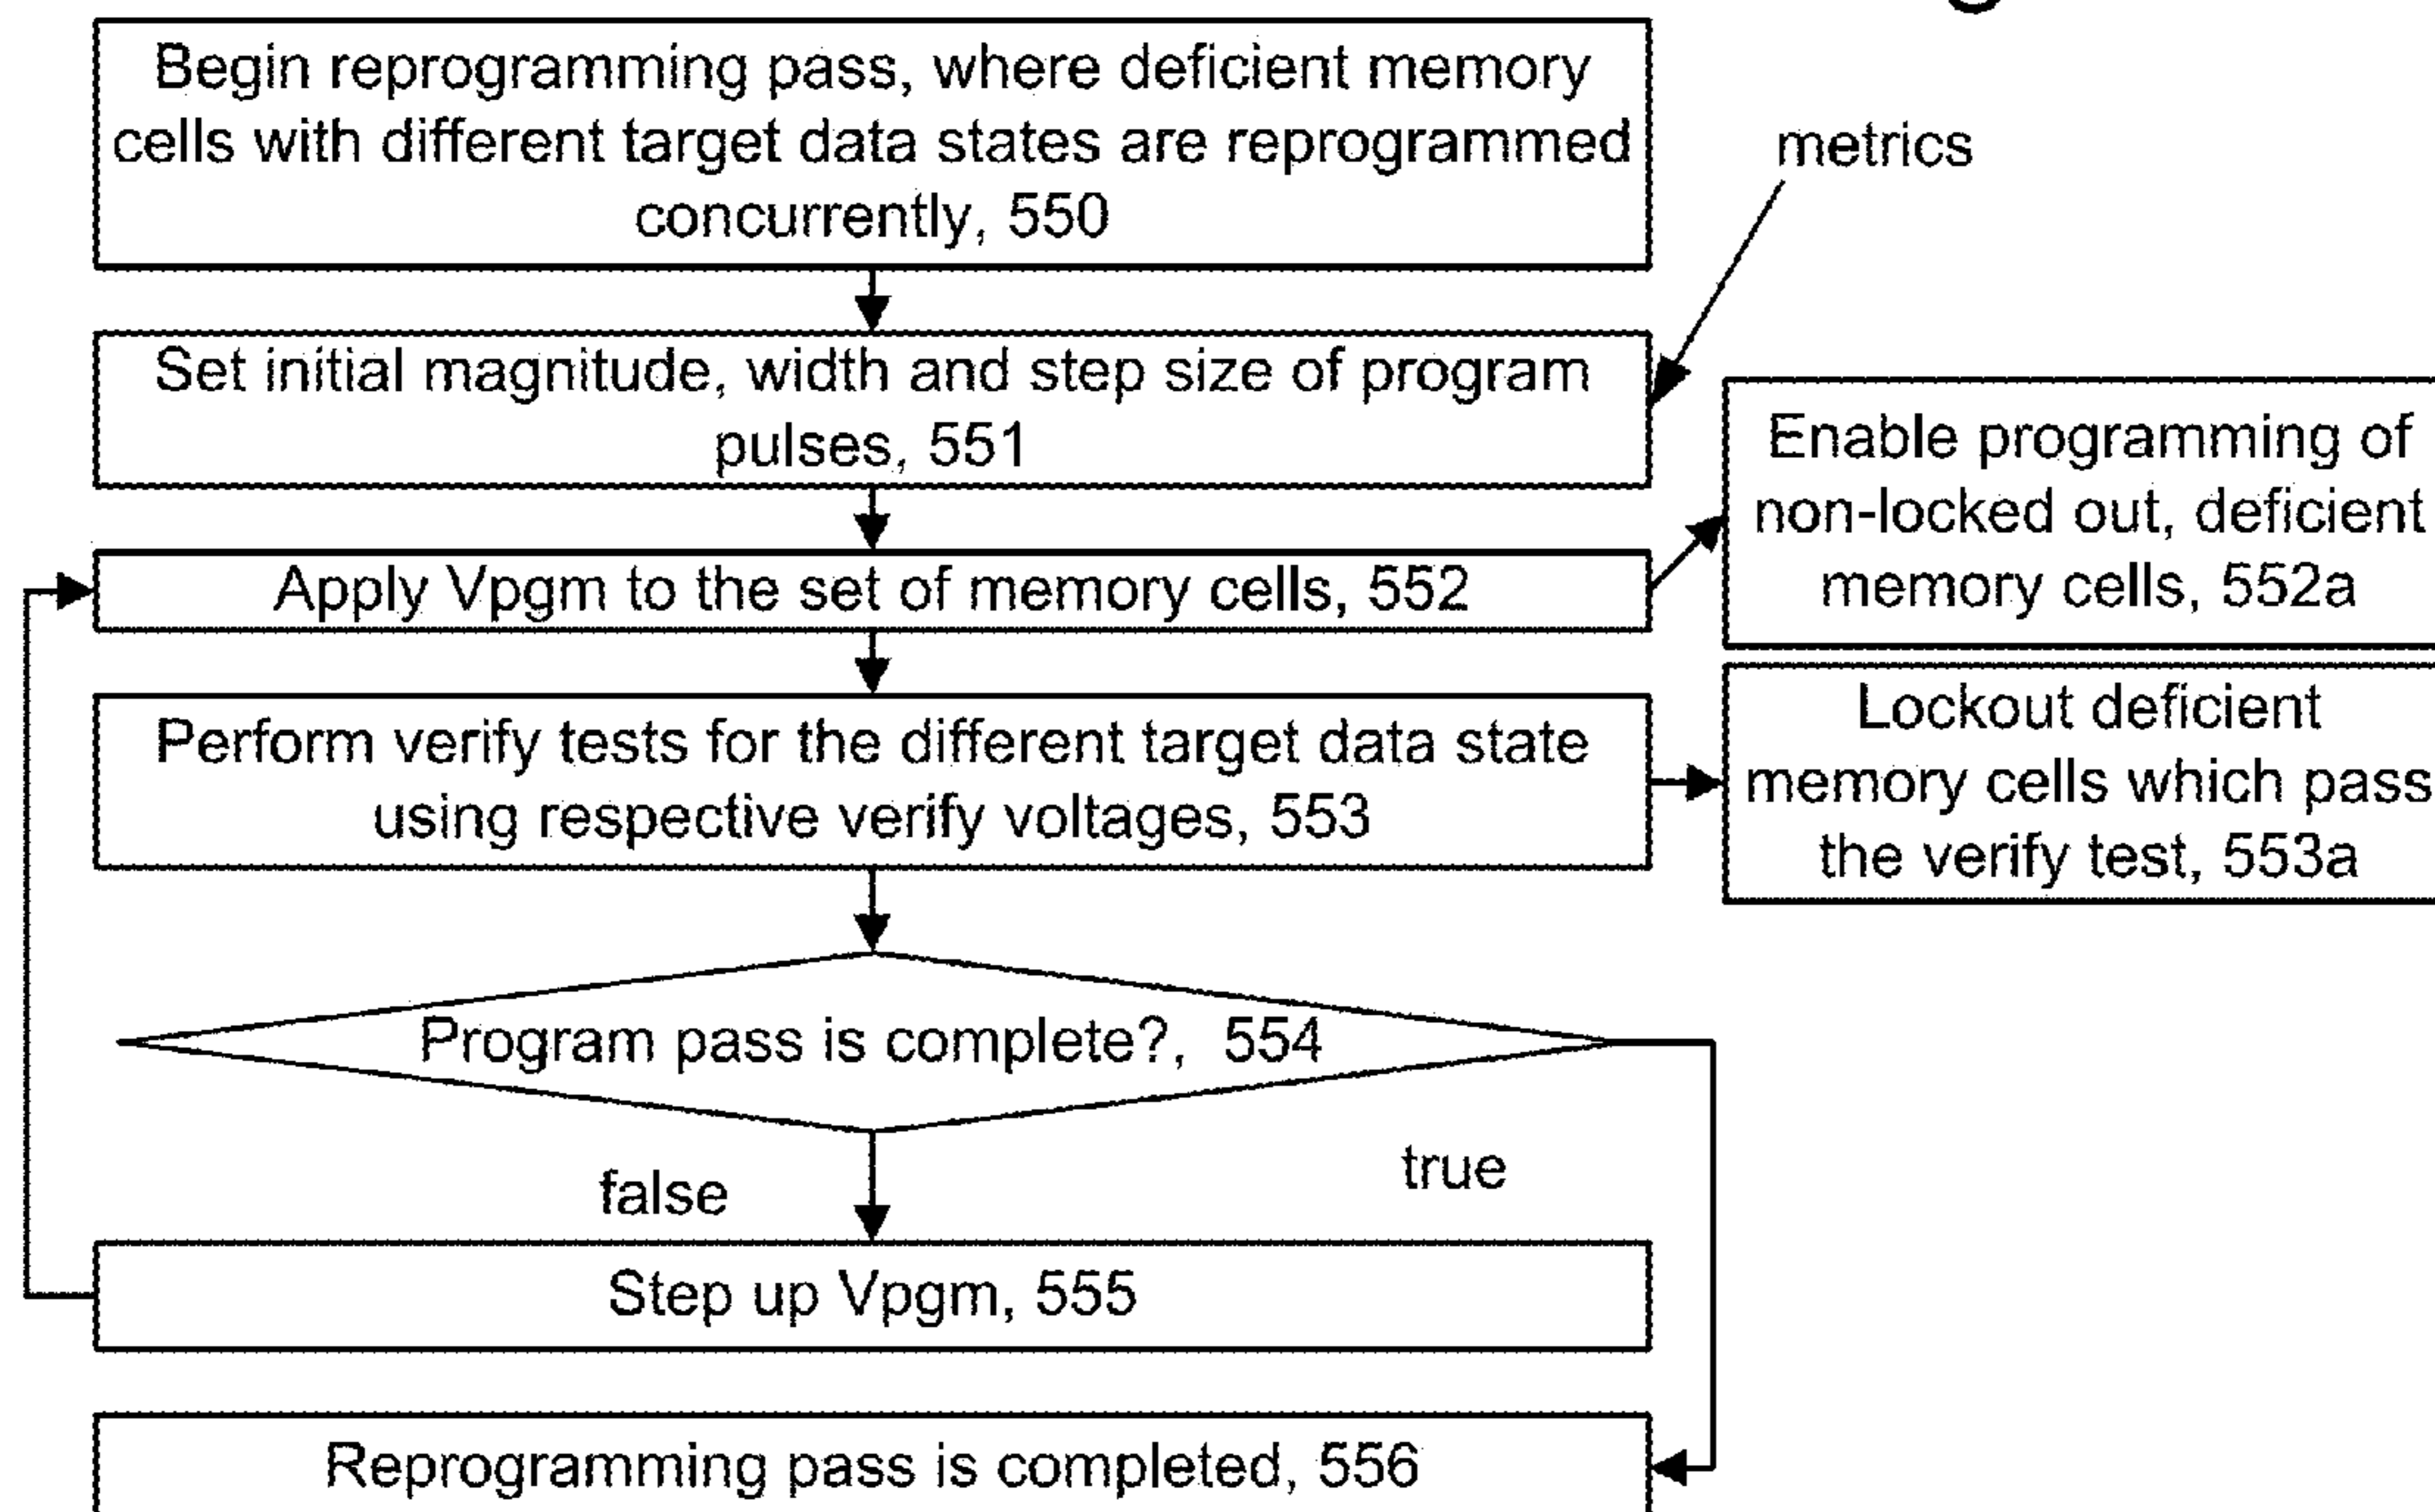 Begin reprogramming pass, where deficient memory
cells with different target data states are reprogrammed
concurrently, 550
metrics
Set initial magnitude, width and step size of program
pulses, 551
Enable programming of
non-locked out, deficient
memory cells, 552a
Apply Vpgm to the set of memory cells, 552
Perform verify tests for the different target data state
using respective verify voltages, 553
Lockout deficient
memory cells which pass
the verify test, 553a
Program pass is complete?, 554
false
true
Step up Vpgm, 555
Reprogramming pass is completed, 556